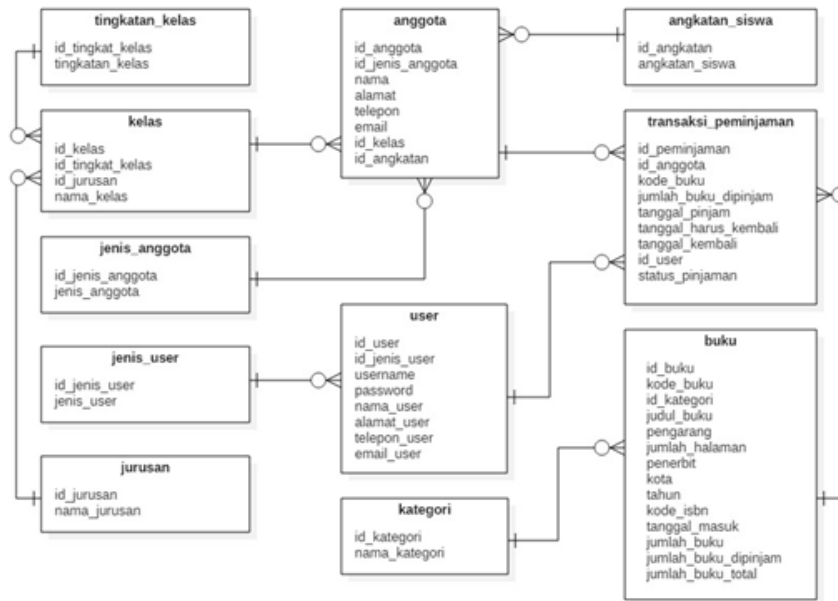 tingkatan_kelas
id_tingkat_kelas
tingkatan_kelas
kelas
id_kelas
id_tingkat_kelas
id_jurusan
nama_kelas
jenis_anggota
id_jenis_anggota
jenis_anggota
jenis_user
id_jenis_user
jenis_user
jurusan
id_jurusan
nama_jurusan
anggota
id_anggota
id_jenis_anggota
nama
alamat
telepon
email
id_kelas
id_angkatan
user
id_user
id_jenis_user
username
password
nama_user
alamat_user
telepon_user
email_user
kategori
id_kategori
nama_kategori
angkatan_siswa
id_angkatan
angkatan_siswa
transaksi_peminjaman
id_peminjaman
id_anggota
kode_buku
jumlah_buku_dipinjam
tanggal_pinjam
tanggal_harus_kembali
tanggal_kembali
id_user
status_pinjaman
buku
id_buku
kode_buku
id_kategori
judul_buku
pengarang
jumlah_halaman
penerbit
kota
tahun
kode_isbn
tanggal_masuk
jumlah_buku
jumlah_buku_dipinjam
jumlah_buku_total